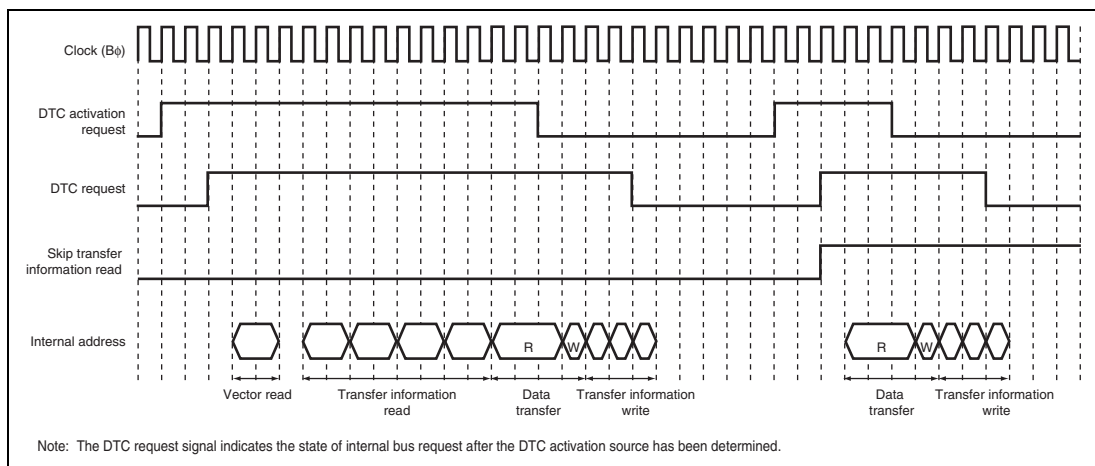 Clock (Bϕ)
DTC activation
request
DTC request
Skip transfer
information read
Internal address
R
W
R
W
Vector read
Transfer information
read
Data
transfer
Transfer information
write
Data
transfer
Transfer information
write
Note: The DTC request signal indicates the state of internal bus request after the DTC activation source has been determined.